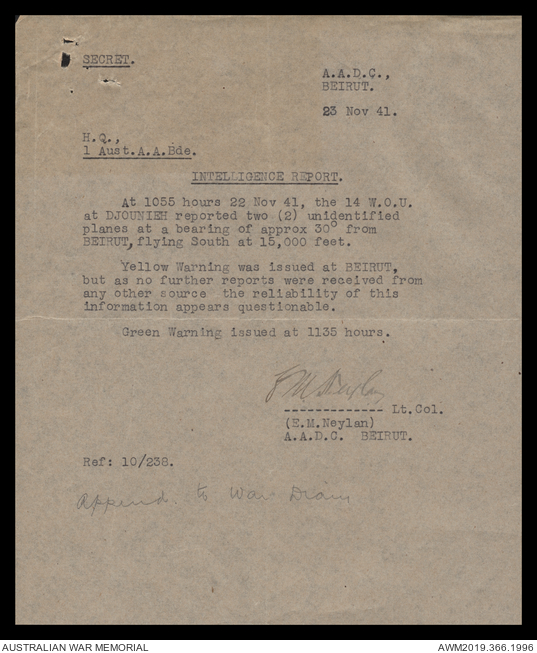 SECRET.
A.A.D.C.,
BEIRUT.
23 Nov 41.
H.Q.,
1 Aust.A.A.Bde.
INTELLIGENCE REPORT.
At 1055 hours 22 Nov 41, the 14 W.O.U.
at DJOUNIEH reported two (2) unidentified
planes at a bearing of approx 30° from
BEIRUT, flying South at 15,000 feet.
Yellow Warning was issued at BEIRUT,
but as no further reports were received from
any other source the reliability of this
information appears questionable.
Green Warning issued at 1135 hours.
------------- Lt.Col.
(E.M.Neylan)
A.A.D.C. BEIRUT.
Ref: 10/238.
Append. to War Diary
AUSTRALIAN WAR MEMORIAL
AWM2019.366.1996